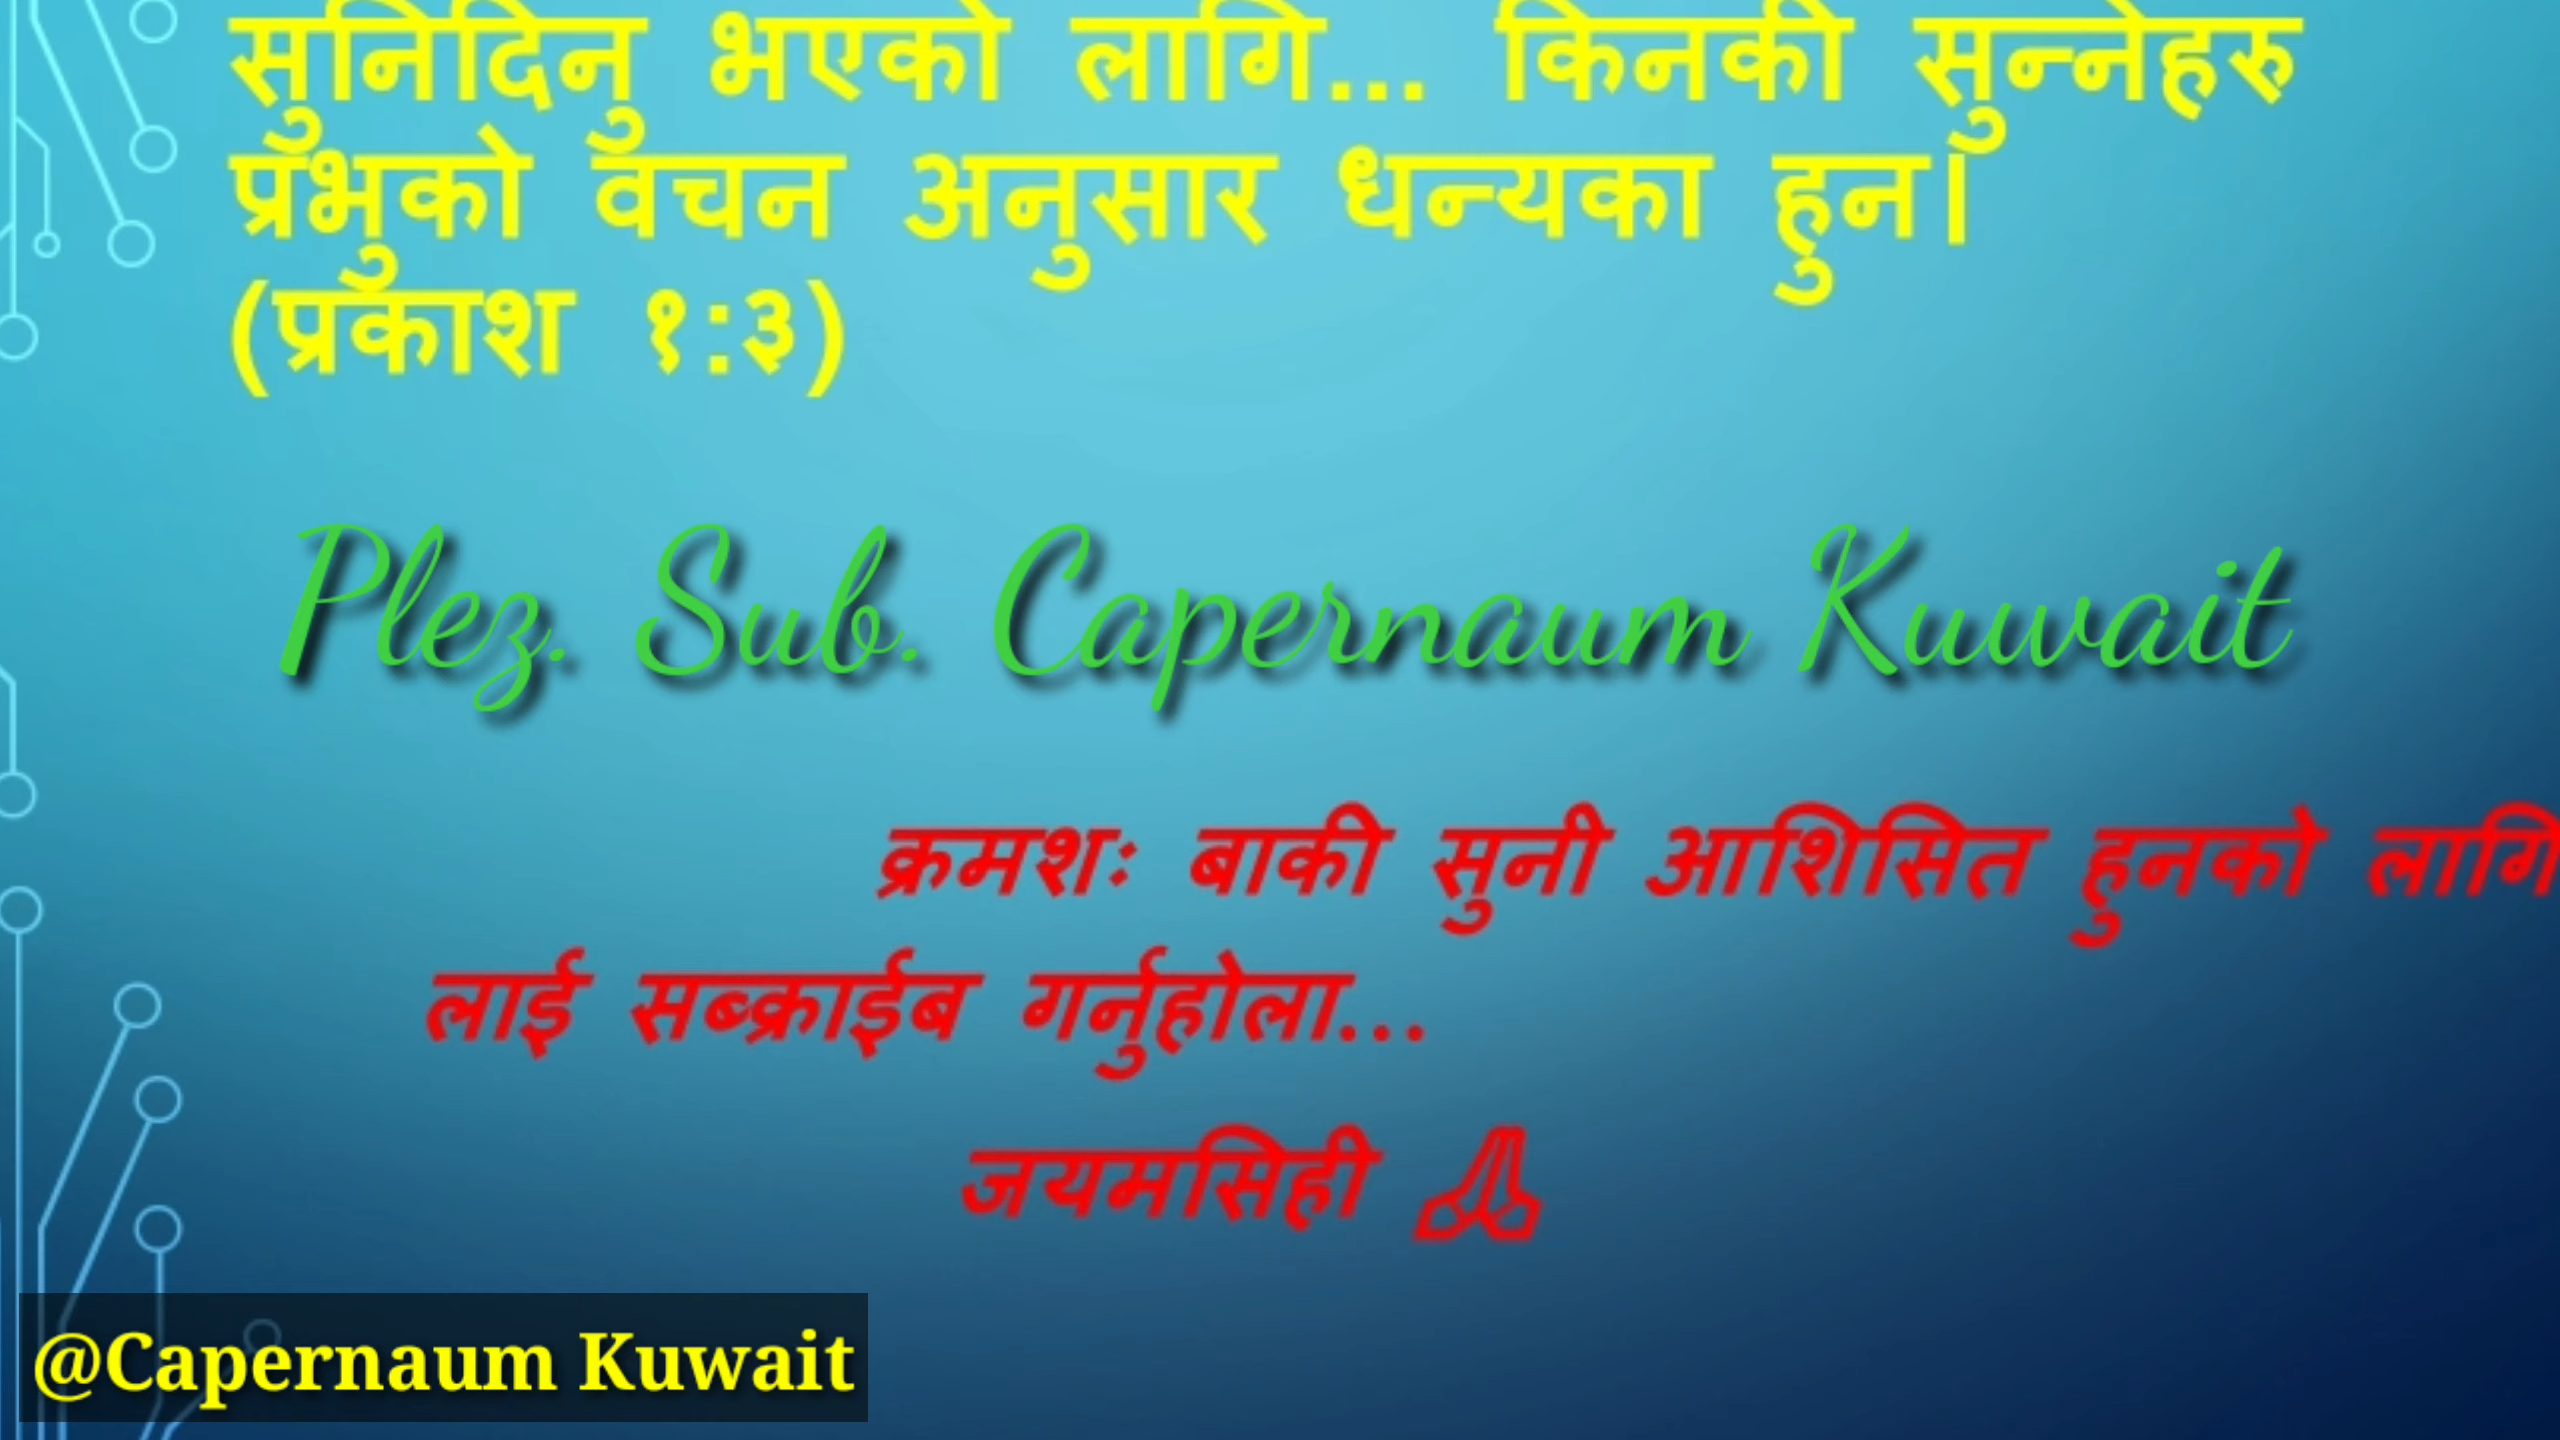 सुनिदिनु भएको लागि... किनकी सुन्नेहरु
प्रभुको वचन अनुसार धन्यका हुन।
(प्रकाश १:३)
Plez. Sub. Capernaum Kuwait
क्रमशः बाकी सुनी आशिसित हुनको लागि
लाई सब्क्राईब गर्नुहोला...
जयमसिही 🙏
@Capernaum Kuwait